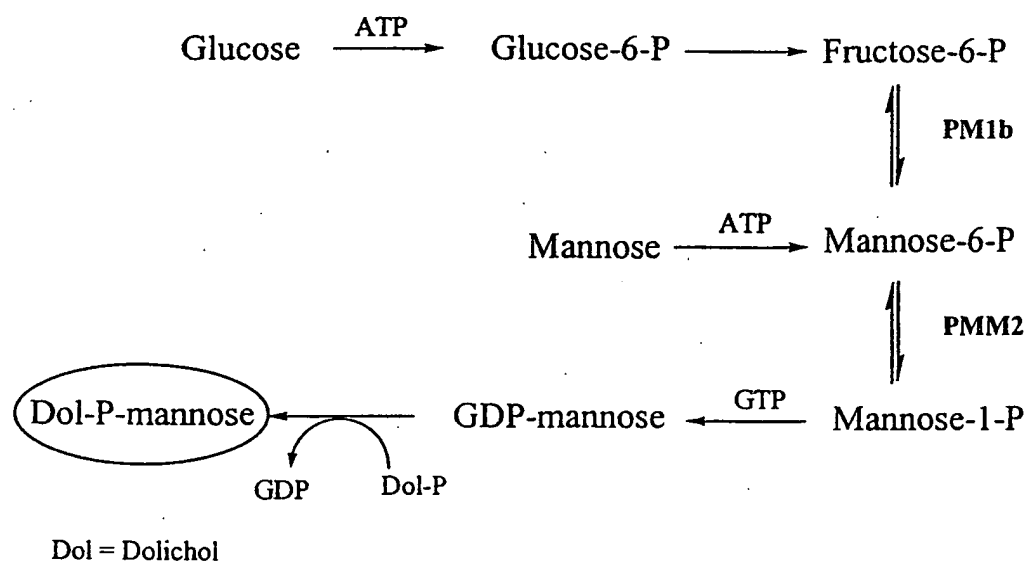 ATP
Glucose Glucose-6-P Fructose-6-P
PM1b
ATP
Mannose Mannose-6-P
PMM2
GTP
Dol-P-mannose GDP-mannose Mannose-1-P
GDP Dol-P
Dol = Dolichol